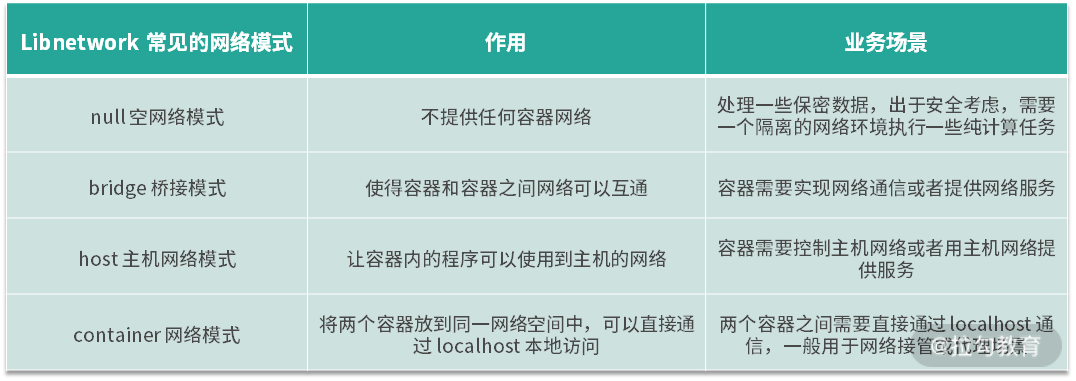 Libnetwork 常见的网络模式
作用
业务场景
null 空网络模式
不提供任何容器网络
处理一些保密数据，出于安全考虑，需要
一个隔离的网络环境执行一些纯计算任务
bridge 桥接模式
使得容器和容器之间网络可以互通
容器需要实现网络通信或者提供网络服务
host 主机网络模式
让容器内的程序可以使用到主机的网络
容器需要控制主机网络或者用主机网络提
供服务
container 网络模式
将两个容器放到同一网络空间中，可以直接通
过 localhost 本地访问
两个容器之间需要直接通过 localhost 通
信，一般用于网络接管或代理场景
@拉勾教育